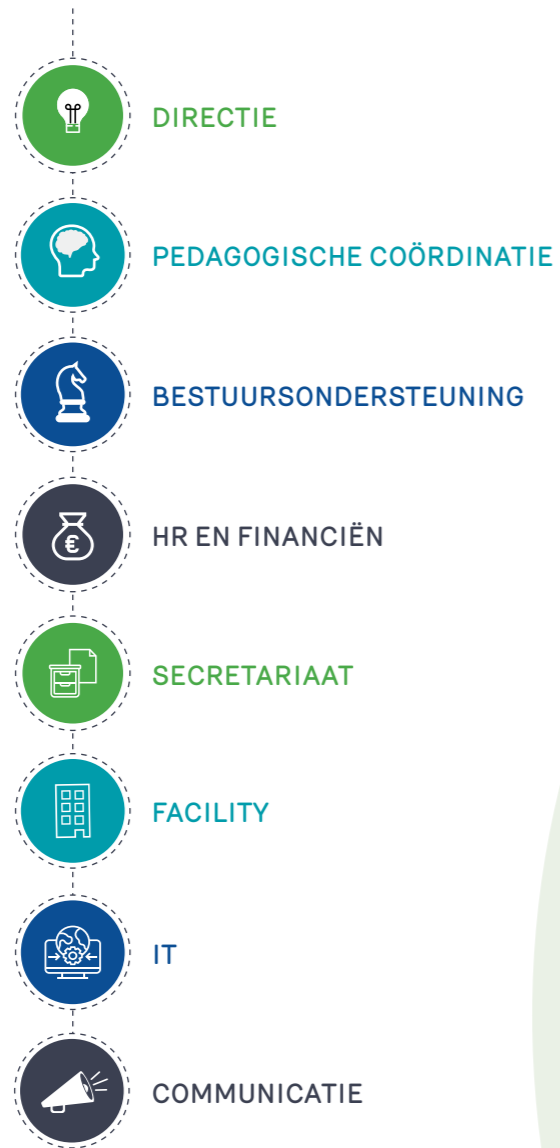 DIRECTIE
PEDAGOGISCHE COÖRDINATIE
BESTUURSONDERSTEUNING
€
HR EN FINANCIËN
SECRETARIAAT
FACILITY
IT
COMMUNICATIE